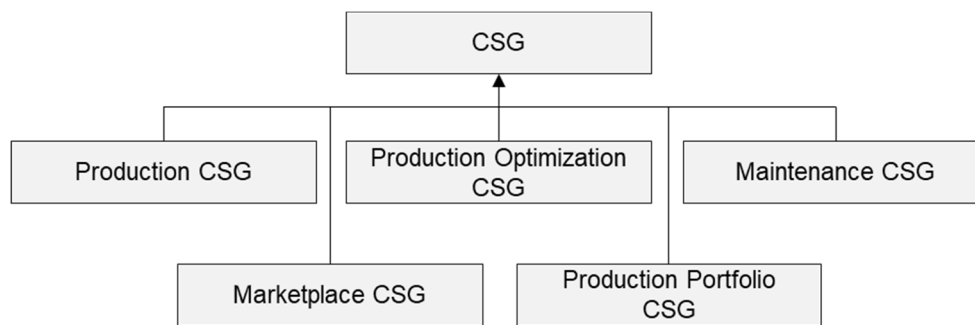 CSG
Production CSG
Production Optimization
CSG
Maintenance CSG
Marketplace CSG
Production Portfolio
CSG